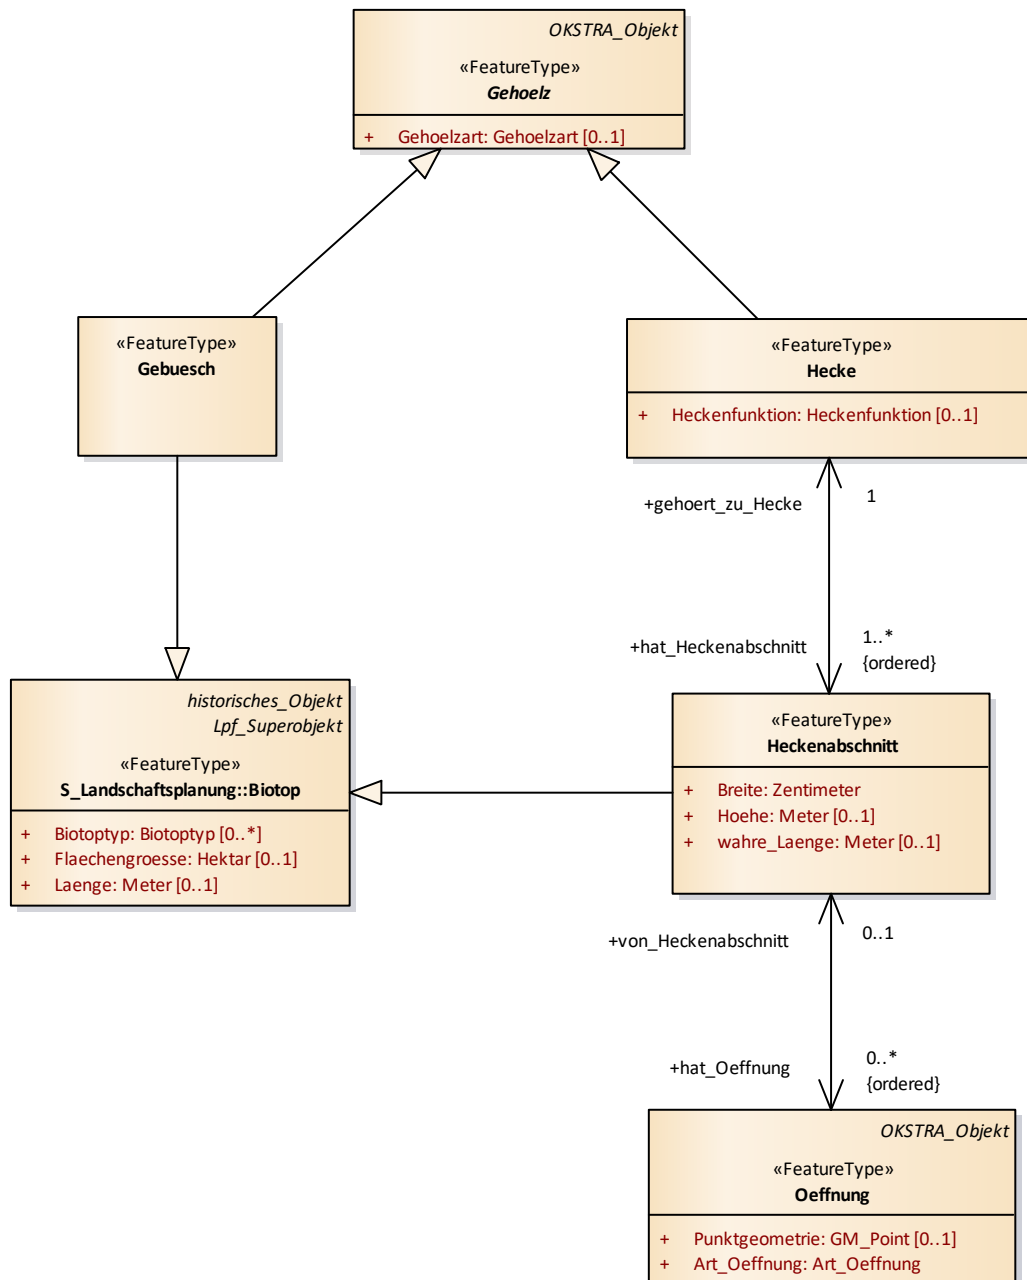 OKSTRA_Objekt
«FeatureType»
Gehoelz
+ Gehoelzart: Gehoelzart [0..1]
«FeatureType»
Gebuesch
«FeatureType»
Hecke
+ Heckenfunktion: Heckenfunktion [0..1]
+gehoert_zu_Hecke
1
+hat_Heckenabschnitt
1..*
{ordered}
historisches_Objekt
Lpf_Superobjekt
«FeatureType»
S_Landschaftsplanung::Biotop
+ Biotoptyp: Biotoptyp [0..*]
+ Flaechengroesse: Hektar [0..1]
+ Laenge: Meter [0..1]
«FeatureType»
Heckenabschnitt
+ Breite: Zentimeter
+ Hoehe: Meter [0..1]
+ wahre_Laenge: Meter [0..1]
+von_Heckenabschnitt
0..1
+hat_Oeffnung
0..*
{ordered}
OKSTRA_Objekt
«FeatureType»
Oeffnung
+ Punktgeometrie: GM_Point [0..1]
+ Art_Oeffnung: Art_Oeffnung